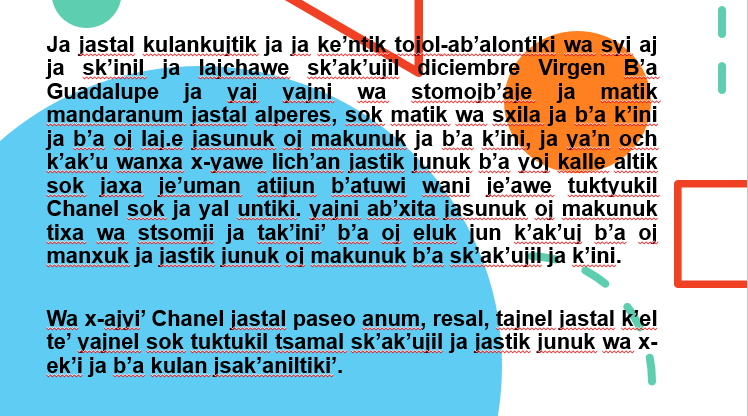 Ja jastal kulankujtik ja ja ke’ntik tojol-ab’alontiki wa syi aj
ja sk’inil ja lajchawe sk’ak’ujil diciembre Virgen B’a
Guadalupe ja yaj yajni wa stomojb’aje ja matik
mandaranum jastal alperes, sok matik wa sxila ja b’a k’ini
ja b’a oj laj.e jasunuk oj makunuk ja b’a k’ini, ja ya’n och
k’ak’u wanxa x-yawe lich’an jastik junuk b’a yoj kalle altik
sok jaxa je’uman atijun b’atuwi wani je’awe tuktyukil
Chanel sok ja yal untiki. yajni ab’xita jasunuk oj makunuk
tixa wa stsomji ja tak’ini’ b’a oj eluk jun k’ak’uj b’a oj
manxuk ja jastik junuk oj makunuk b’a sk’ak’ujil ja k’ini.
Wa x-ajyi’ Chanel jastal paseo anum, resal, tajnel jastal k’el
te’ yajnel sok tuktukil tsamal sk’ak’ujil ja jastik junuk wa x-
ek’i ja b’a kulan jsak’aniltiki’.